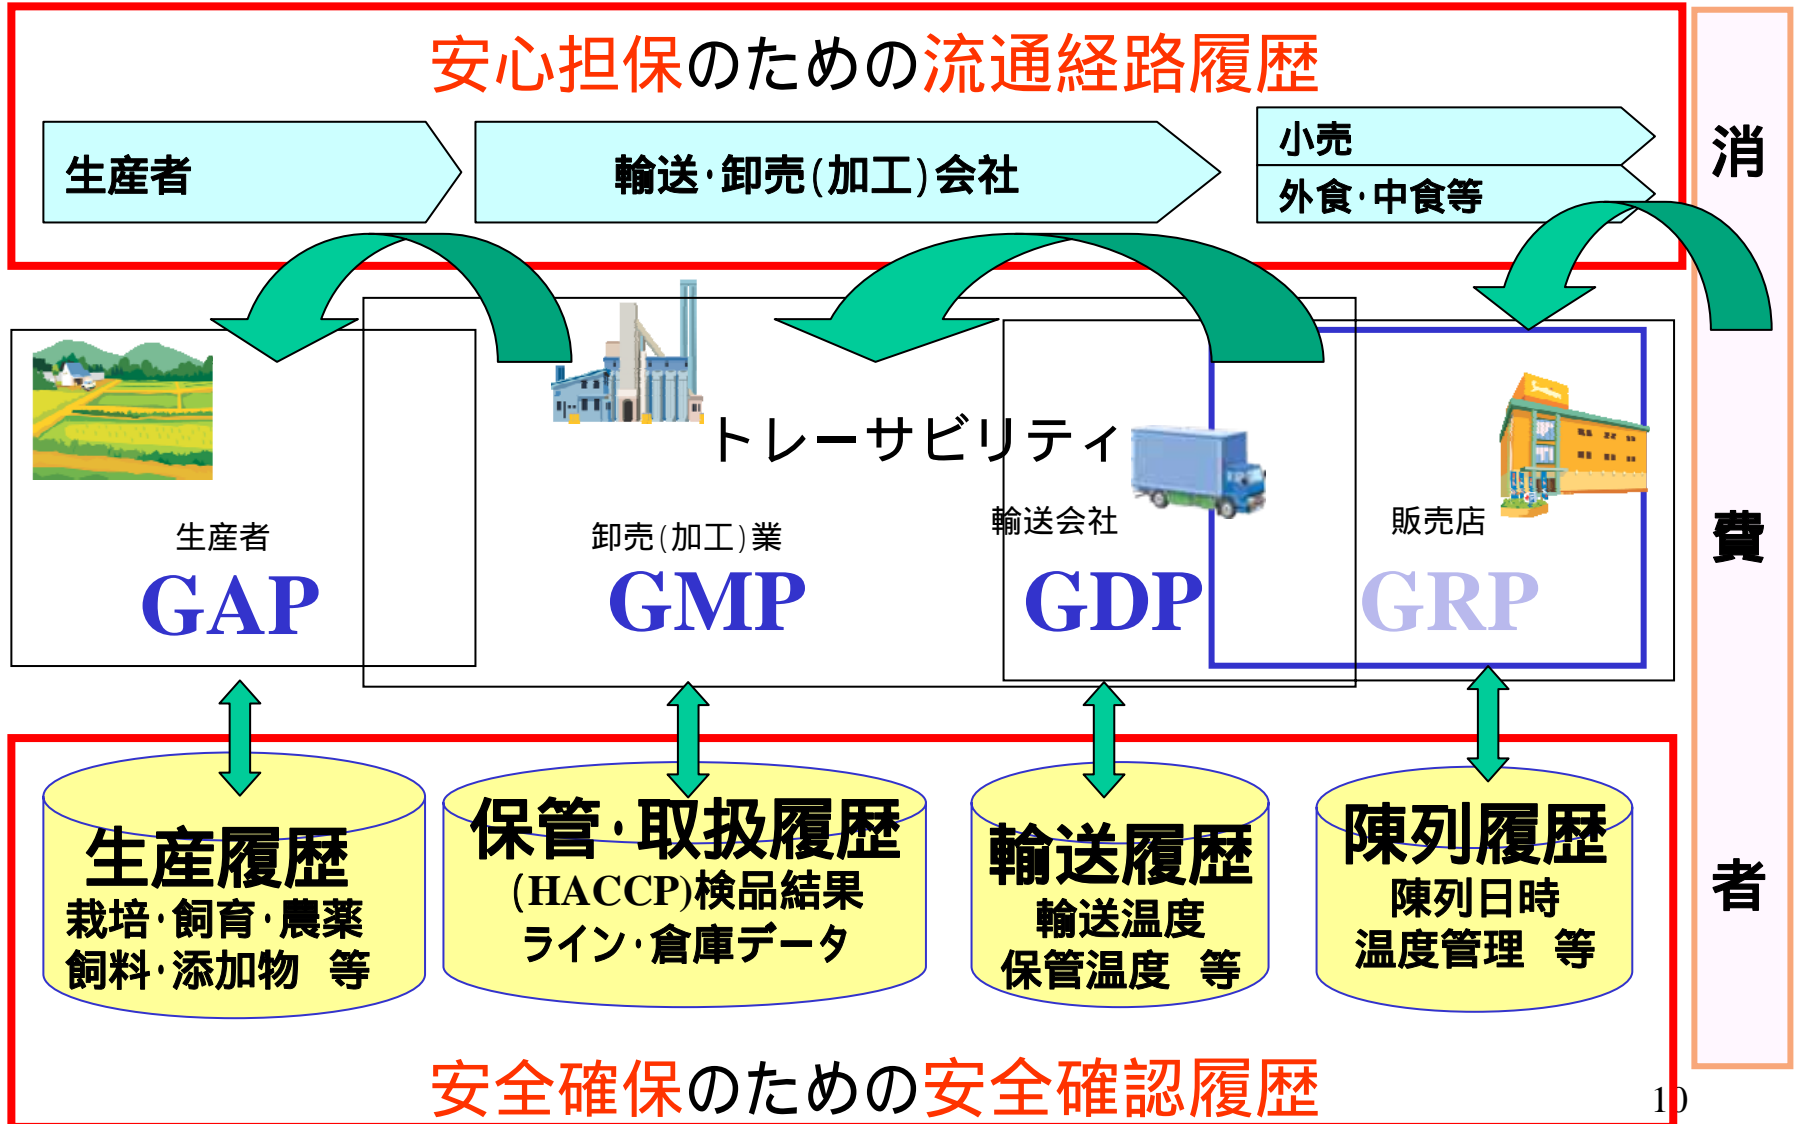 安心担保のための流通経路履歴
生産者
輸送・卸売(加工)会社
小売
外食・中食等
消費者
トレーサビリティ
生産者
GAP
卸売(加工)業
GMP
輸送会社
GDP
販売店
GRP
生産履歴
栽培・飼育・農薬
飼料・添加物 等
保管・取扱履歴
(HACCP)検品結果
ライン・倉庫データ
輸送履歴
輸送温度
保管温度 等
陳列履歴
陳列日時
温度管理 等
安全確保のための安全確認履歴
10